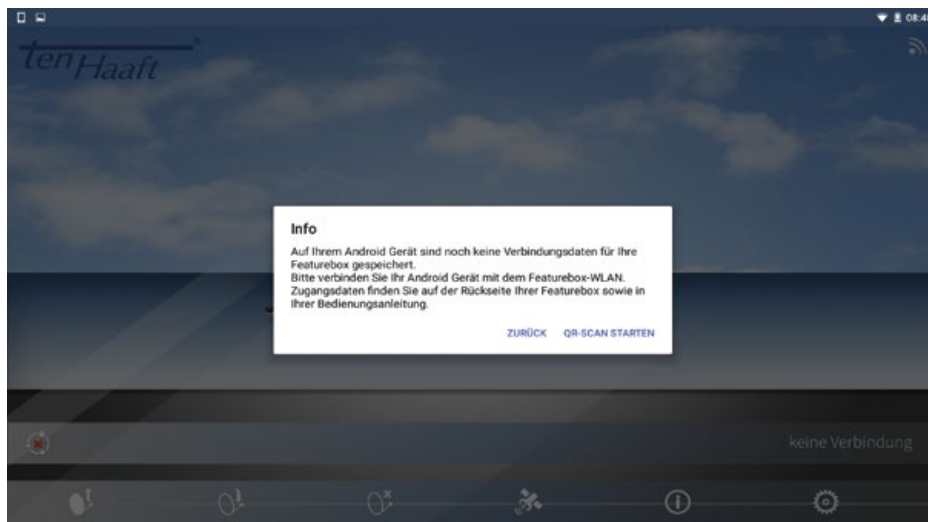 08:4
ten Haaft®
Info
Auf Ihrem Android Gerät sind noch keine Verbindungsdaten für Ihre
Featurebox gespeichert.
Bitte verbinden Sie Ihr Android Gerät mit dem Featurebox-WLAN.
Zugangsdaten finden Sie auf der Rückseite Ihrer Featurebox sowie in
Ihrer Bedienungsanleitung.
ZURÜCK QR-SCAN STARTEN
keine Verbindung